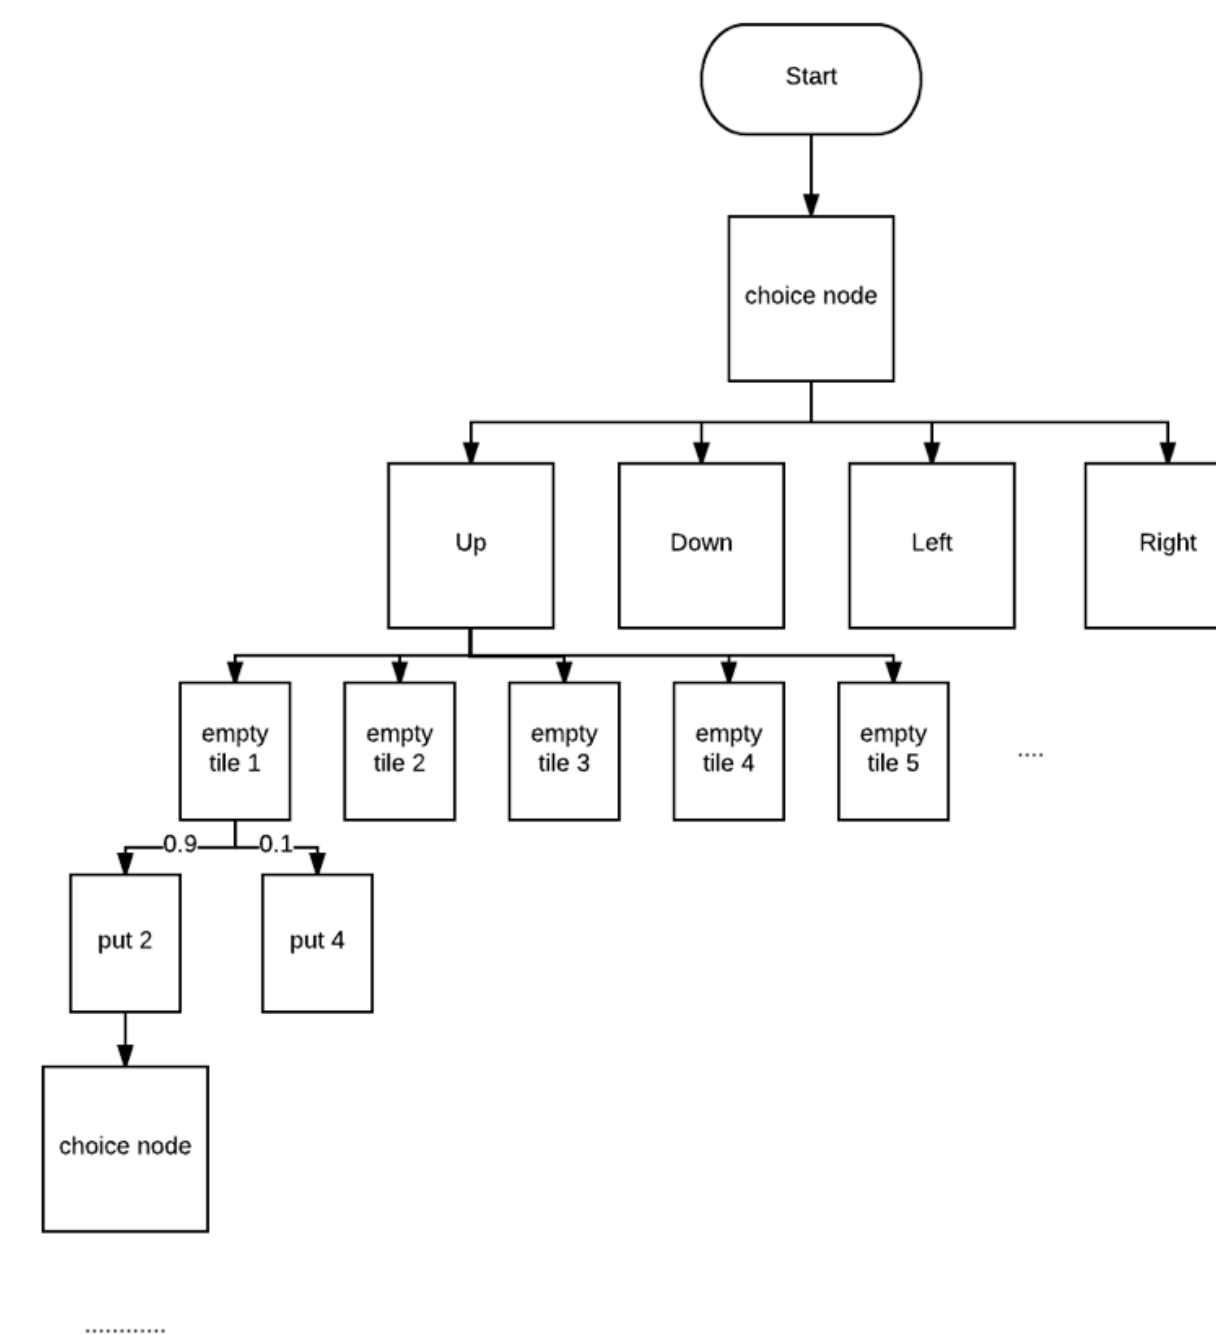 Start
choice node
Up
Down
Left
Right
empty
tile 1
empty
tile 2
empty
tile 3
empty
tile 4
empty
tile 5
....
0.9
0.1
put 2
put 4
choice node
............